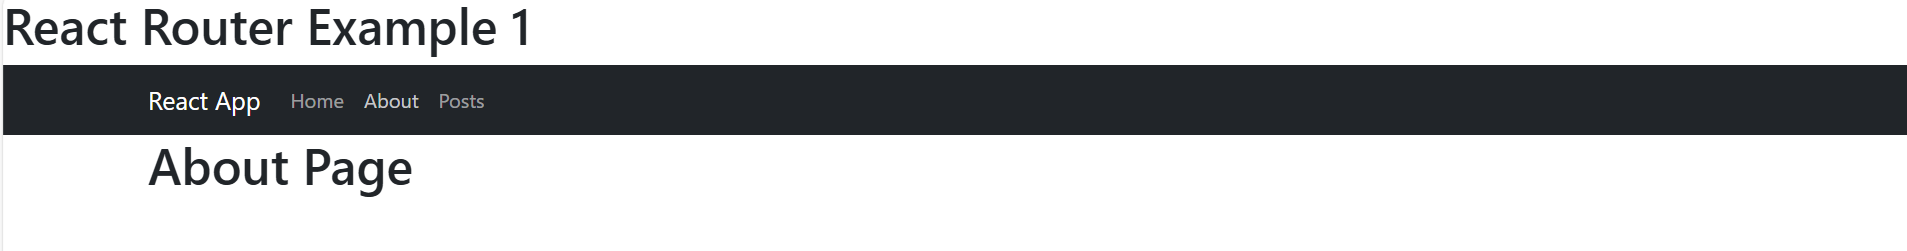 React Router Example 1
React App Home About Posts
About Page